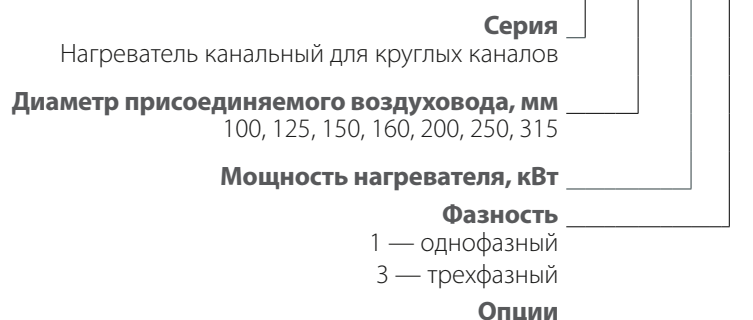 Серия
Нагреватель канальный для круглых каналов
Диаметр присоединяемого воздуховода, мм
100, 125, 150, 160, 200, 250, 315
Мощность нагревателя, кВт
Фазность
1 — однофазный
3 — трехфазный
Опции